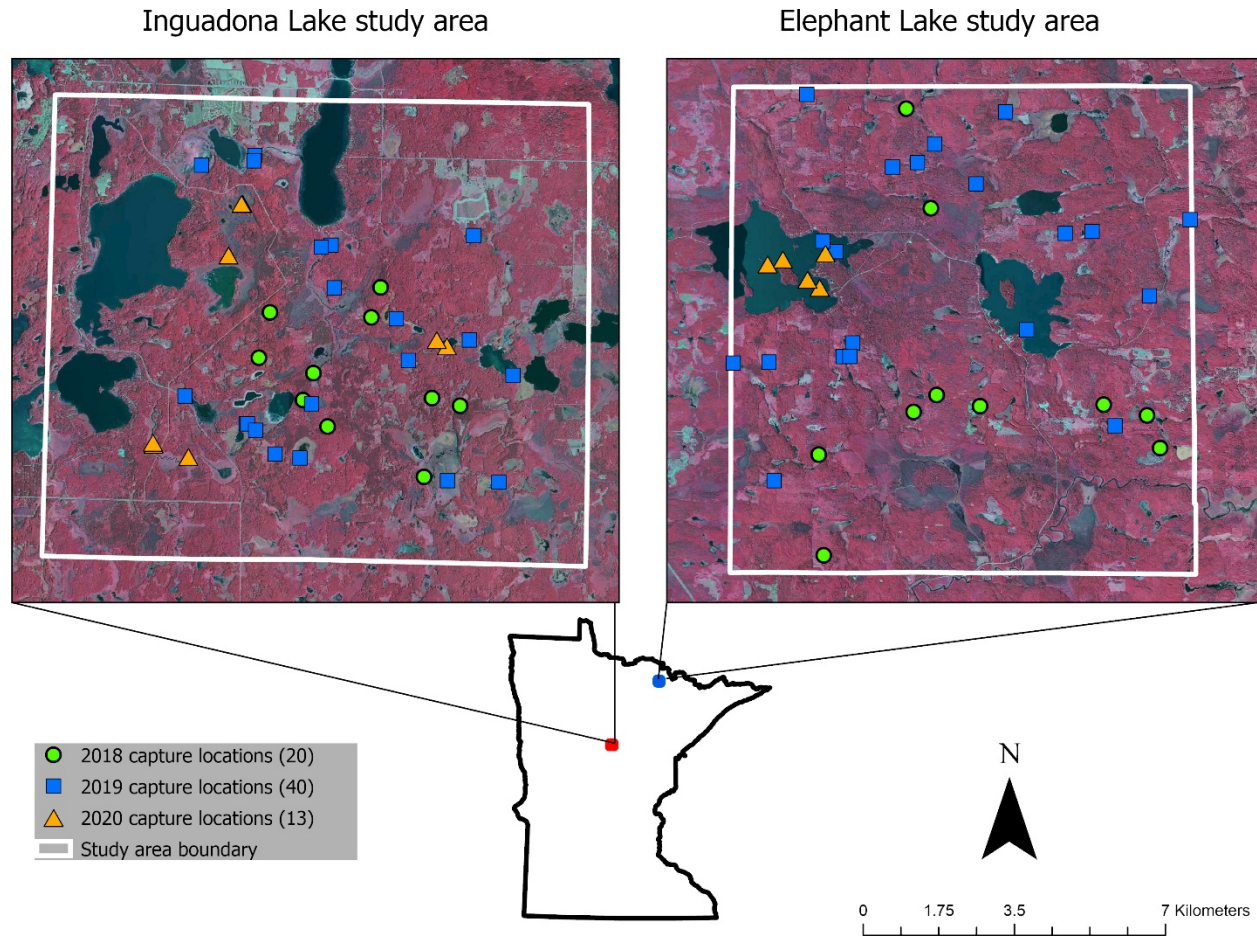 Inguadona Lake study area
Elephant Lake study area
2018 capture locations (20)
2019 capture locations (40)
2020 capture locations (13)
Study area boundary
N
0 1.75 3.5 7 Kilometers